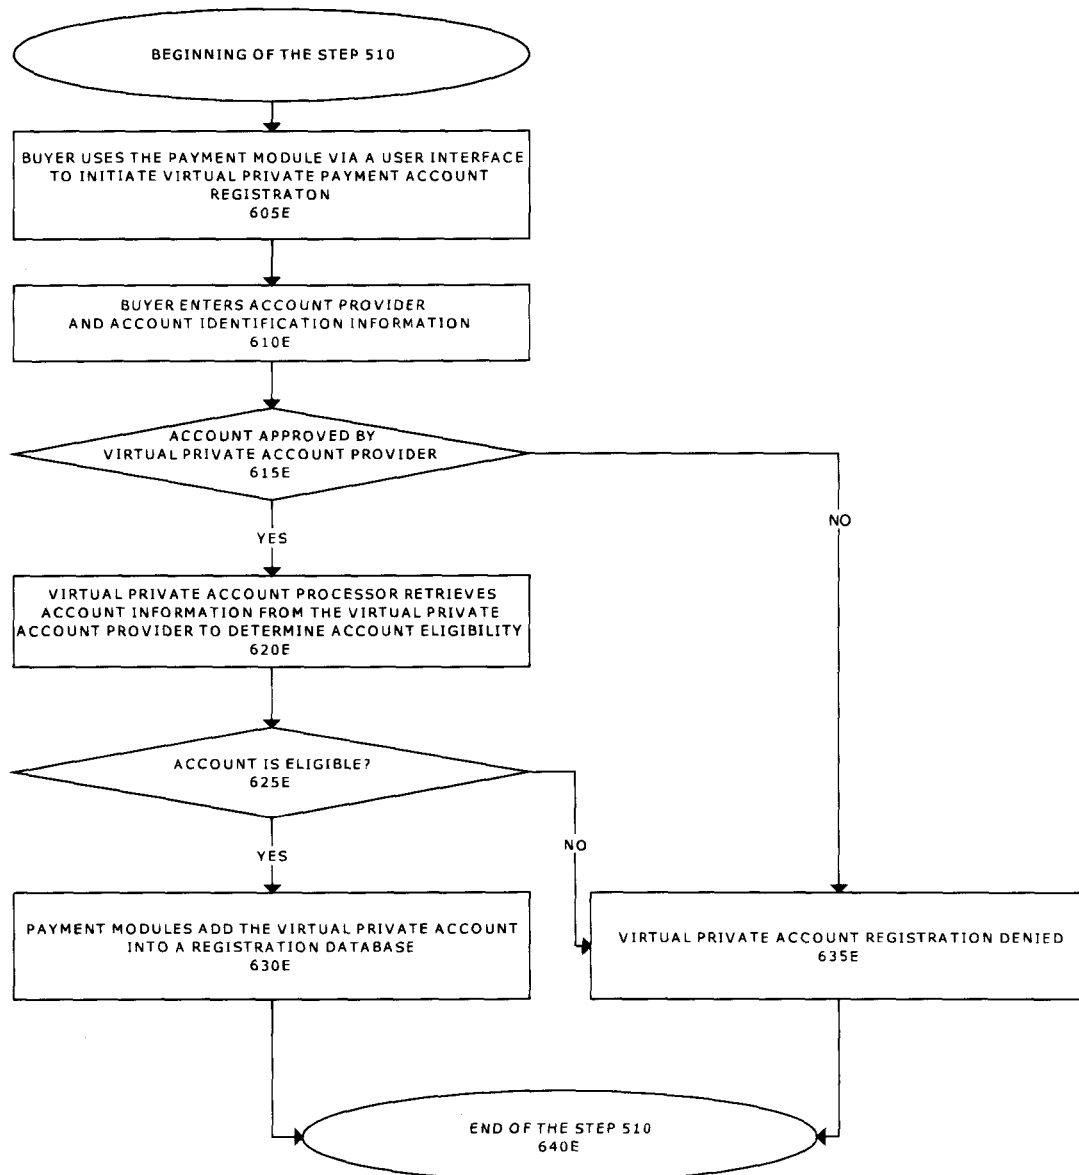 BEGINNING OF THE STEP 510
BUYER USES THE PAYMENT MODULE VIA A USER INTERFACE
TO INITIATE VIRTUAL PRIVATE PAYMENT ACCOUNT
REGISTRATON
605E
BUYER ENTERS ACCOUNT PROVIDER
AND ACCOUNT IDENTIFICATION INFORMATION
610E
ACCOUNT APPROVED BY
VIRTUAL PRIVATE ACCOUNT PROVIDER
615E
NO
YES
VIRTUAL PRIVATE ACCOUNT PROCESSOR RETRIEVES
ACCOUNT INFORMATION FROM THE VIRTUAL PRIVATE
ACCOUNT PROVIDER TO DETERMINE ACCOUNT ELIGIBILITY
620E
ACCOUNT IS ELIGIBLE?
625E
NO
YES
PAYMENT MODULES ADD THE VIRTUAL PRIVATE ACCOUNT
INTO A REGISTRATION DATABASE
630E
VIRTUAL PRIVATE ACCOUNT REGISTRATION DENIED
635E
END OF THE STEP 510
640E